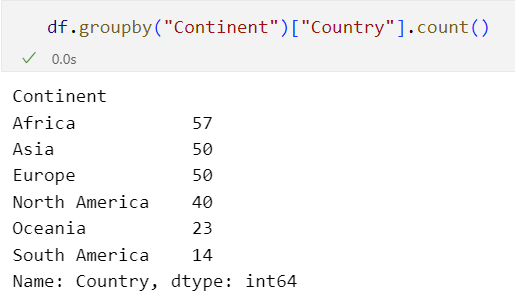 df.groupby("Continent")["Country"].count()
0.0s
Continent
Africa           57
Asia             50
Europe           50
North America    40
Oceania          23
South America    14
Name: Country, dtype: int64